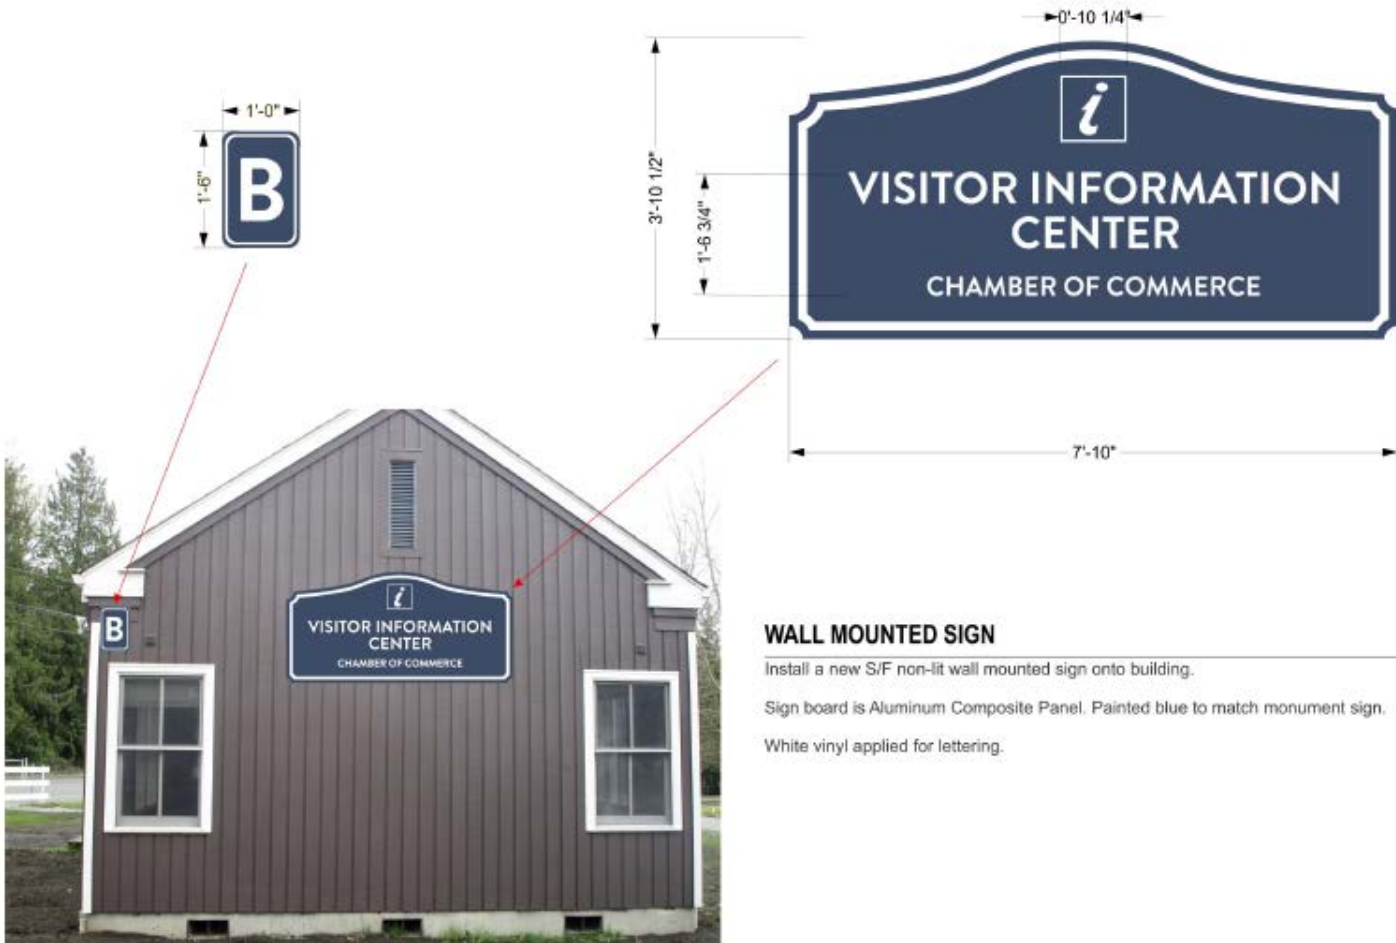 0'-10 1/4"
1'-0"
1'-6"
B
3'-10 1/2"
1'-6 3/4"
i
VISITOR INFORMATION
CENTER
CHAMBER OF COMMERCE
7'-10"
B
i
VISITOR INFORMATION
CENTER
CHAMBER OF COMMERCE
WALL MOUNTED SIGN
Install a new S/F non-lit wall mounted sign onto building.
Sign board is Aluminum Composite Panel. Painted blue to match monument sign.
White vinyl applied for lettering.